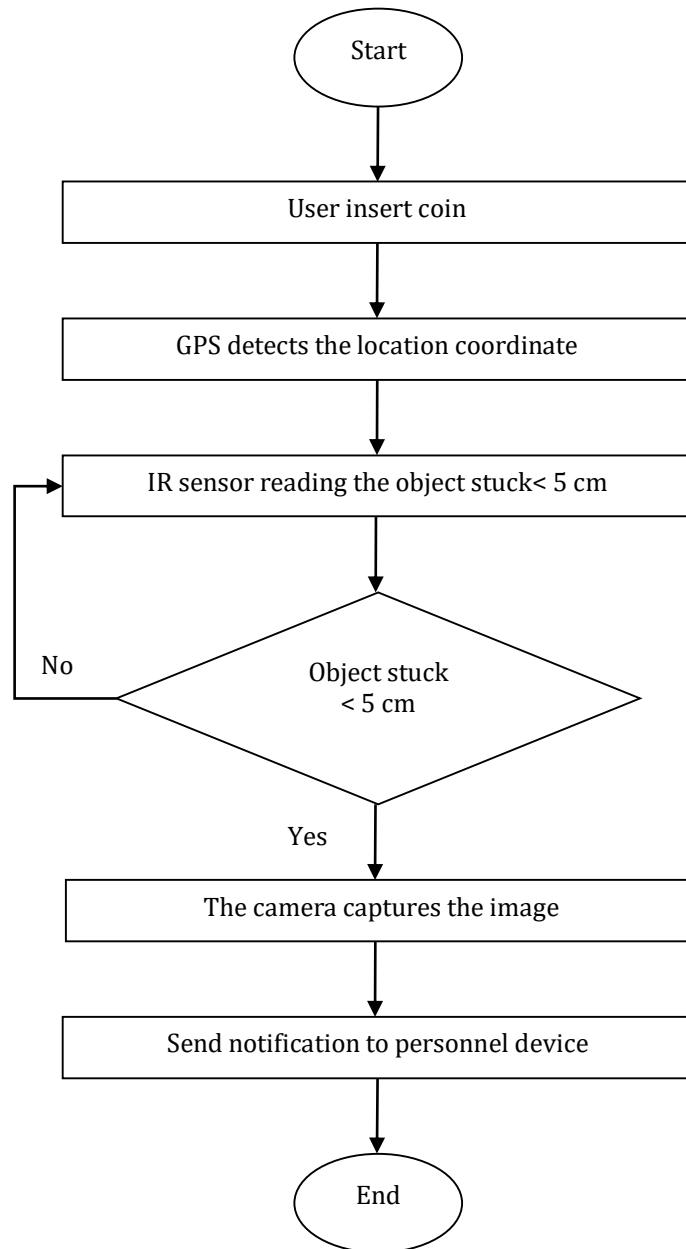 Start
User insert coin
GPS detects the location coordinate
IR sensor reading the object stuck< 5 cm
No
Object stuck
< 5 cm
Yes
The camera captures the image
Send notification to personnel device
End